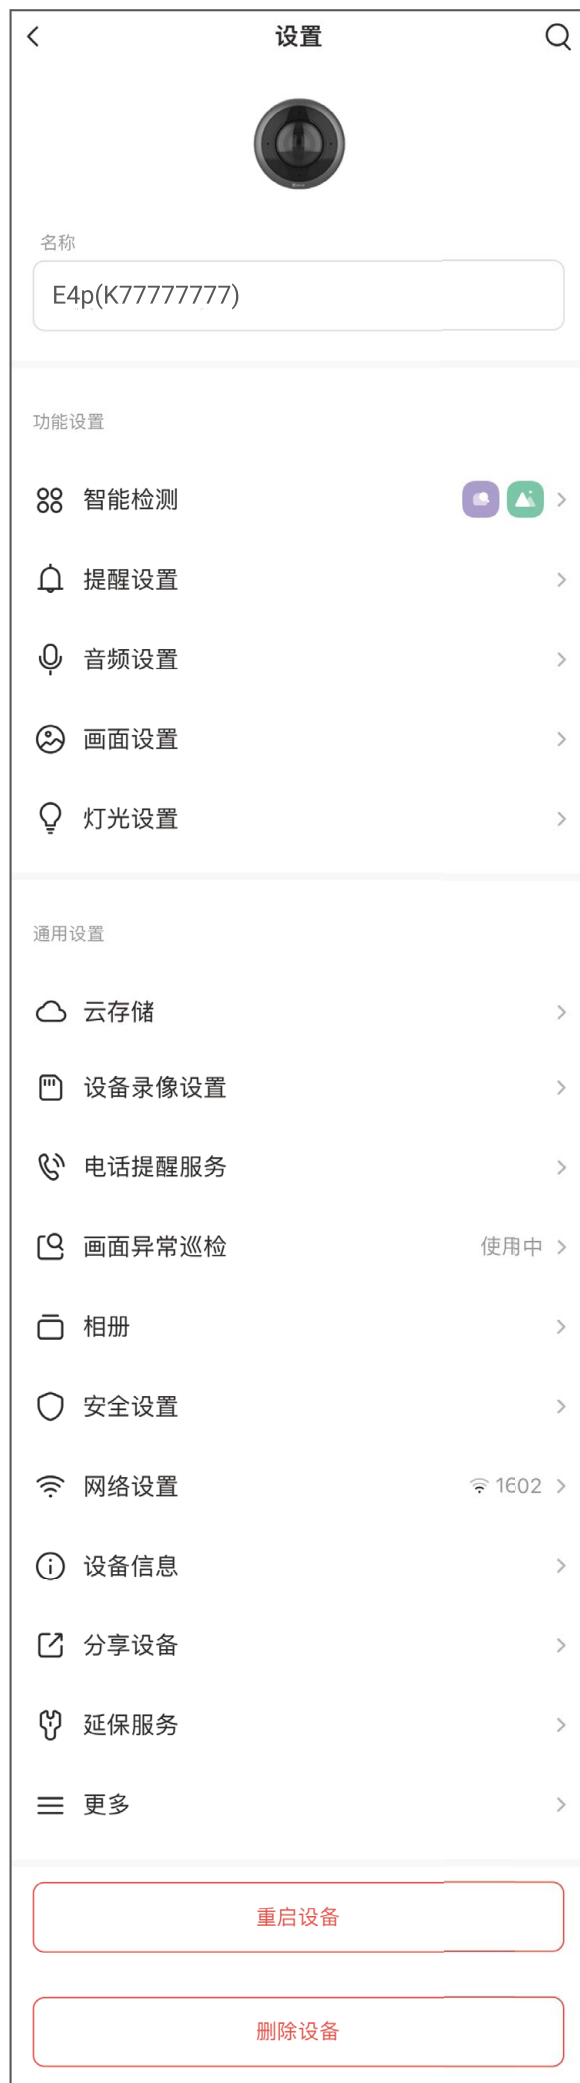 设置
名称
E4p(K77777777)
功能设置
智能检测
提醒设置
音频设置
画面设置
灯光设置
通用设置
云存储
设备录像设置
电话提醒服务
画面异常巡检 使用中
相册
安全设置
网络设置 1602
设备信息
分享设备
延保服务
更多
重启设备
删除设备